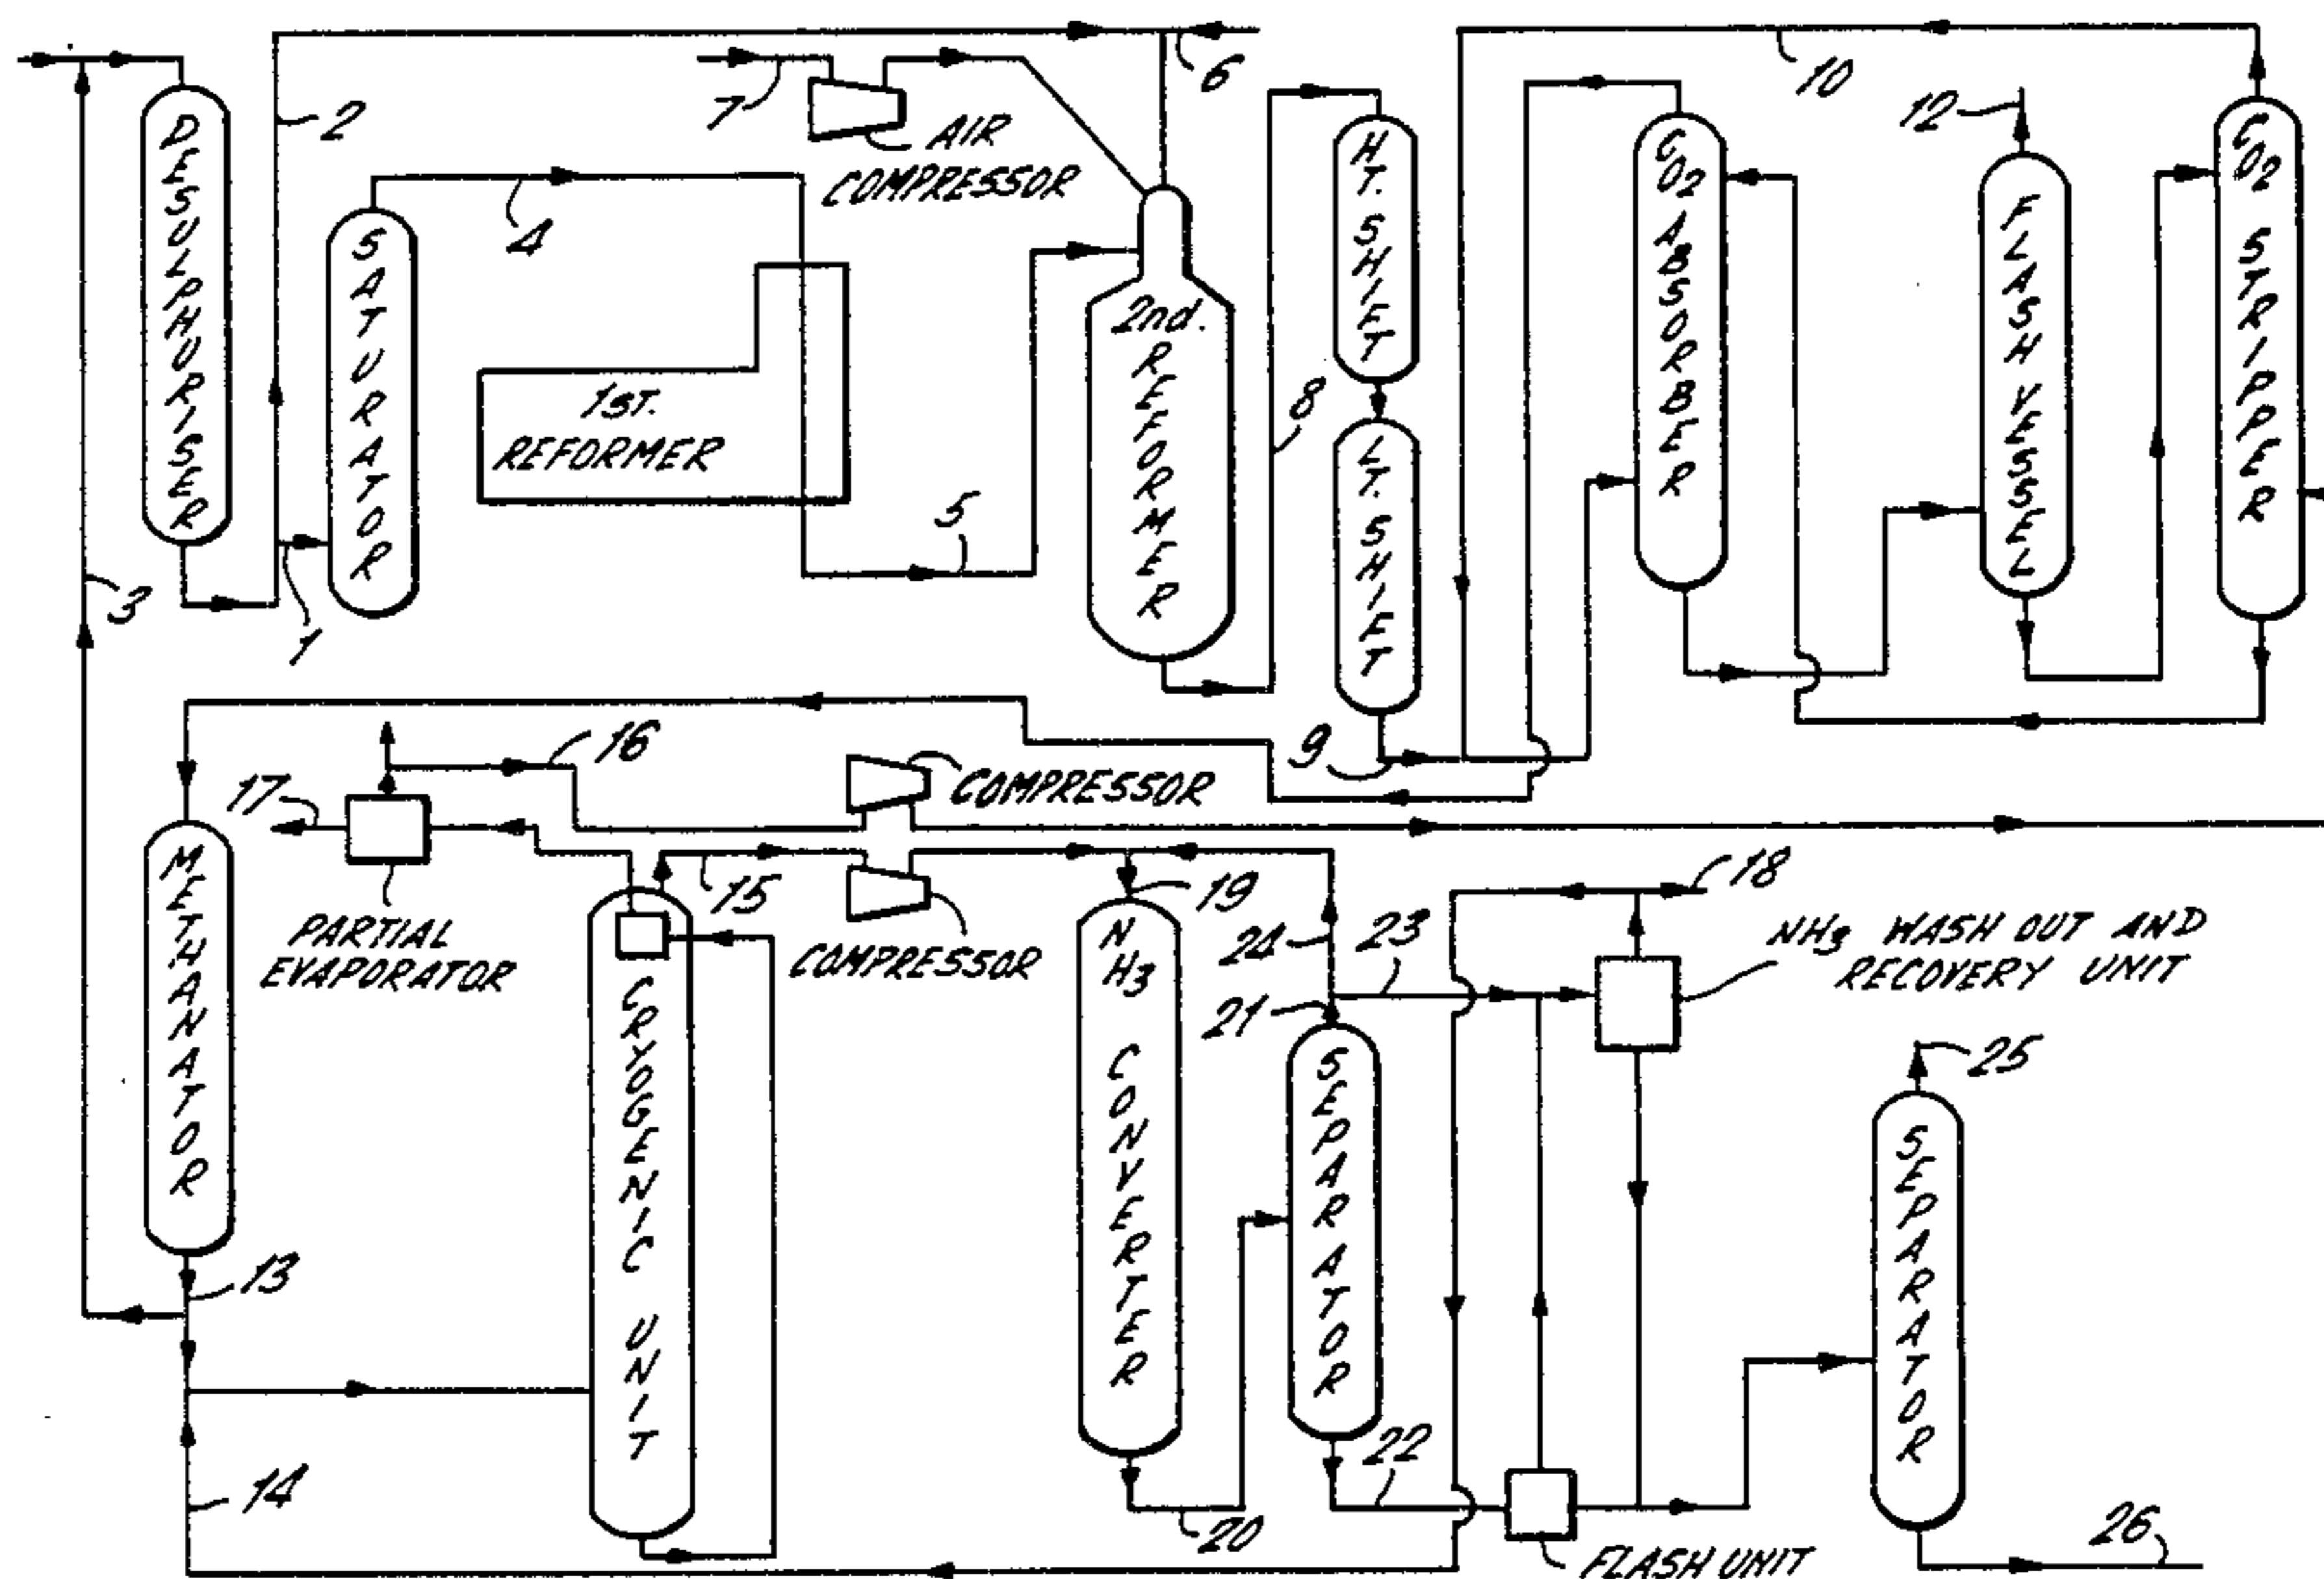 DESULPHURISER
2
SATURATOR
4
7
AIR
COMPRESSOR
6
1ST.
REFORMER
5
2nd.
REFORMER
8
HT. SHIFT
LT. SHIFT
9
10
CO2 ABSORBER
12
FLASH VESSEL
CO2 STRIPPER
3
1
16
17
PARTIAL
EVAPORATOR
COMPRESSOR
15
COMPRESSOR
METHANATOR
13
14
CRYOGENIC UNIT
19
NH3 CONVERTER
20
24
23
21
SEPARATOR
22
18
NH3 WASH OUT AND
RECOVERY UNIT
FLASH UNIT
25
SEPARATOR
26